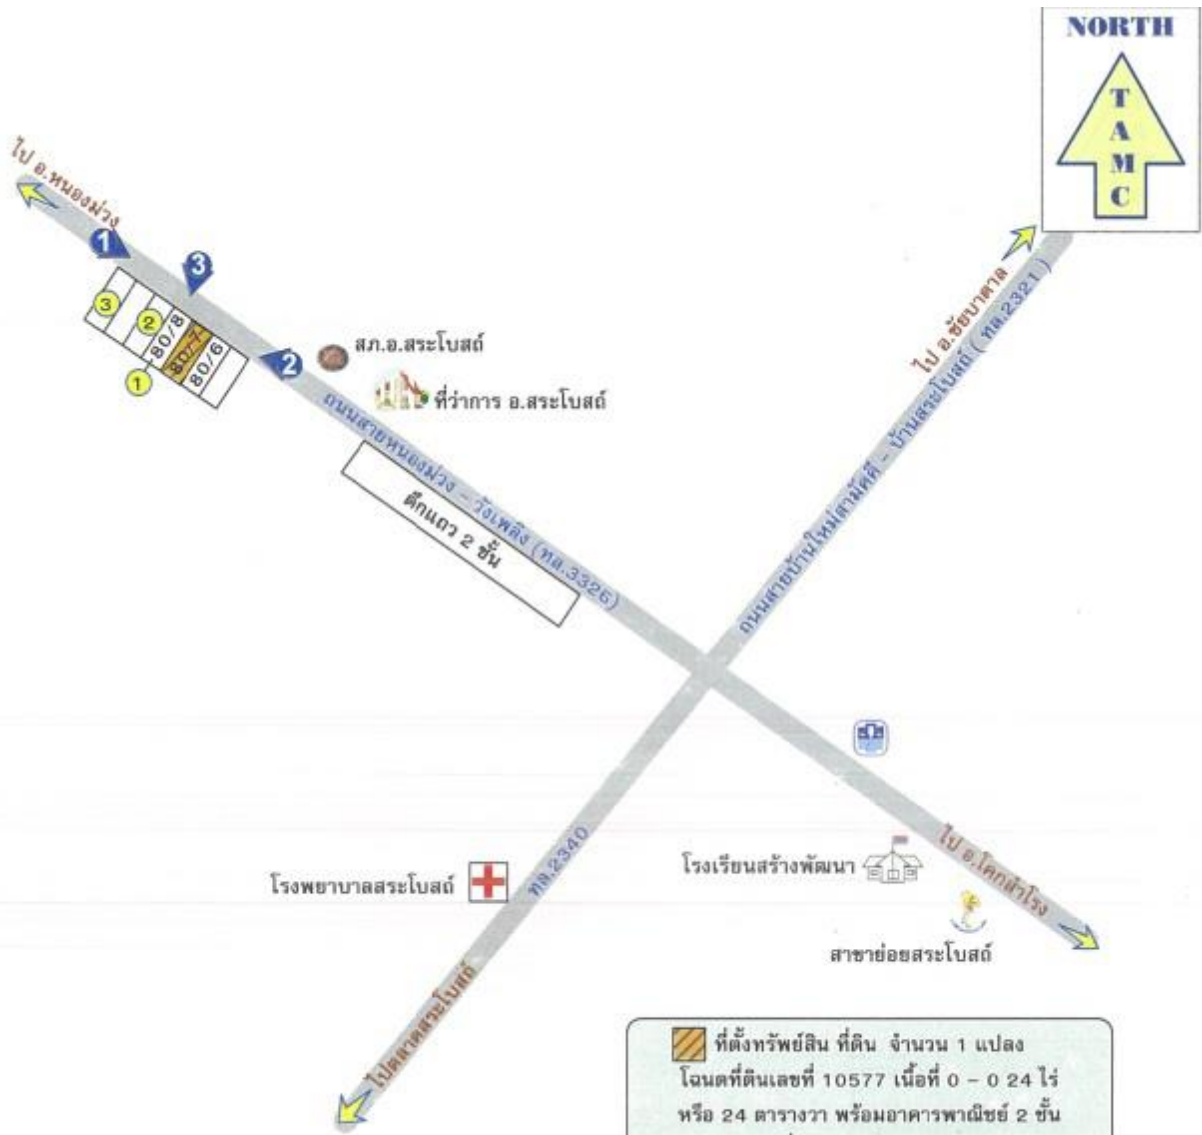 NORTH
T
A
M
C
ไป อ.หนองม่วง
1
3
3
2
80/8
80/7
80/6
1
2
สภ.อ.สระโบสถ์
ที่ว่าการ อ.สระโบสถ์
ถนนสายหนองม่วง - วังเพลิง (ทล.3326)
ตึกแถว 2 ชั้น
ไป อ.ชัยบาดาล
ถนนสายบ้านใหม่สามัคคี - บ้านสระโบสถ์ ( ทล.2321 )
ทล.2340
โรงพยาบาลสระโบสถ์
โรงเรียนสร้างพัฒนา
ไป อ.โคกสำโรง
สาขาย่อยสระโบสถ์
ไปตลาดสระโบสถ์
ที่ตั้งทรัพย์สิน ที่ดิน จำนวน 1 แปลง
โฉนดที่ดินเลขที่ 10577 เนื้อที่ 0 - 0 24 ไร่
หรือ 24 ตารางวา พร้อมอาคารพาณิชย์ 2 ชั้น